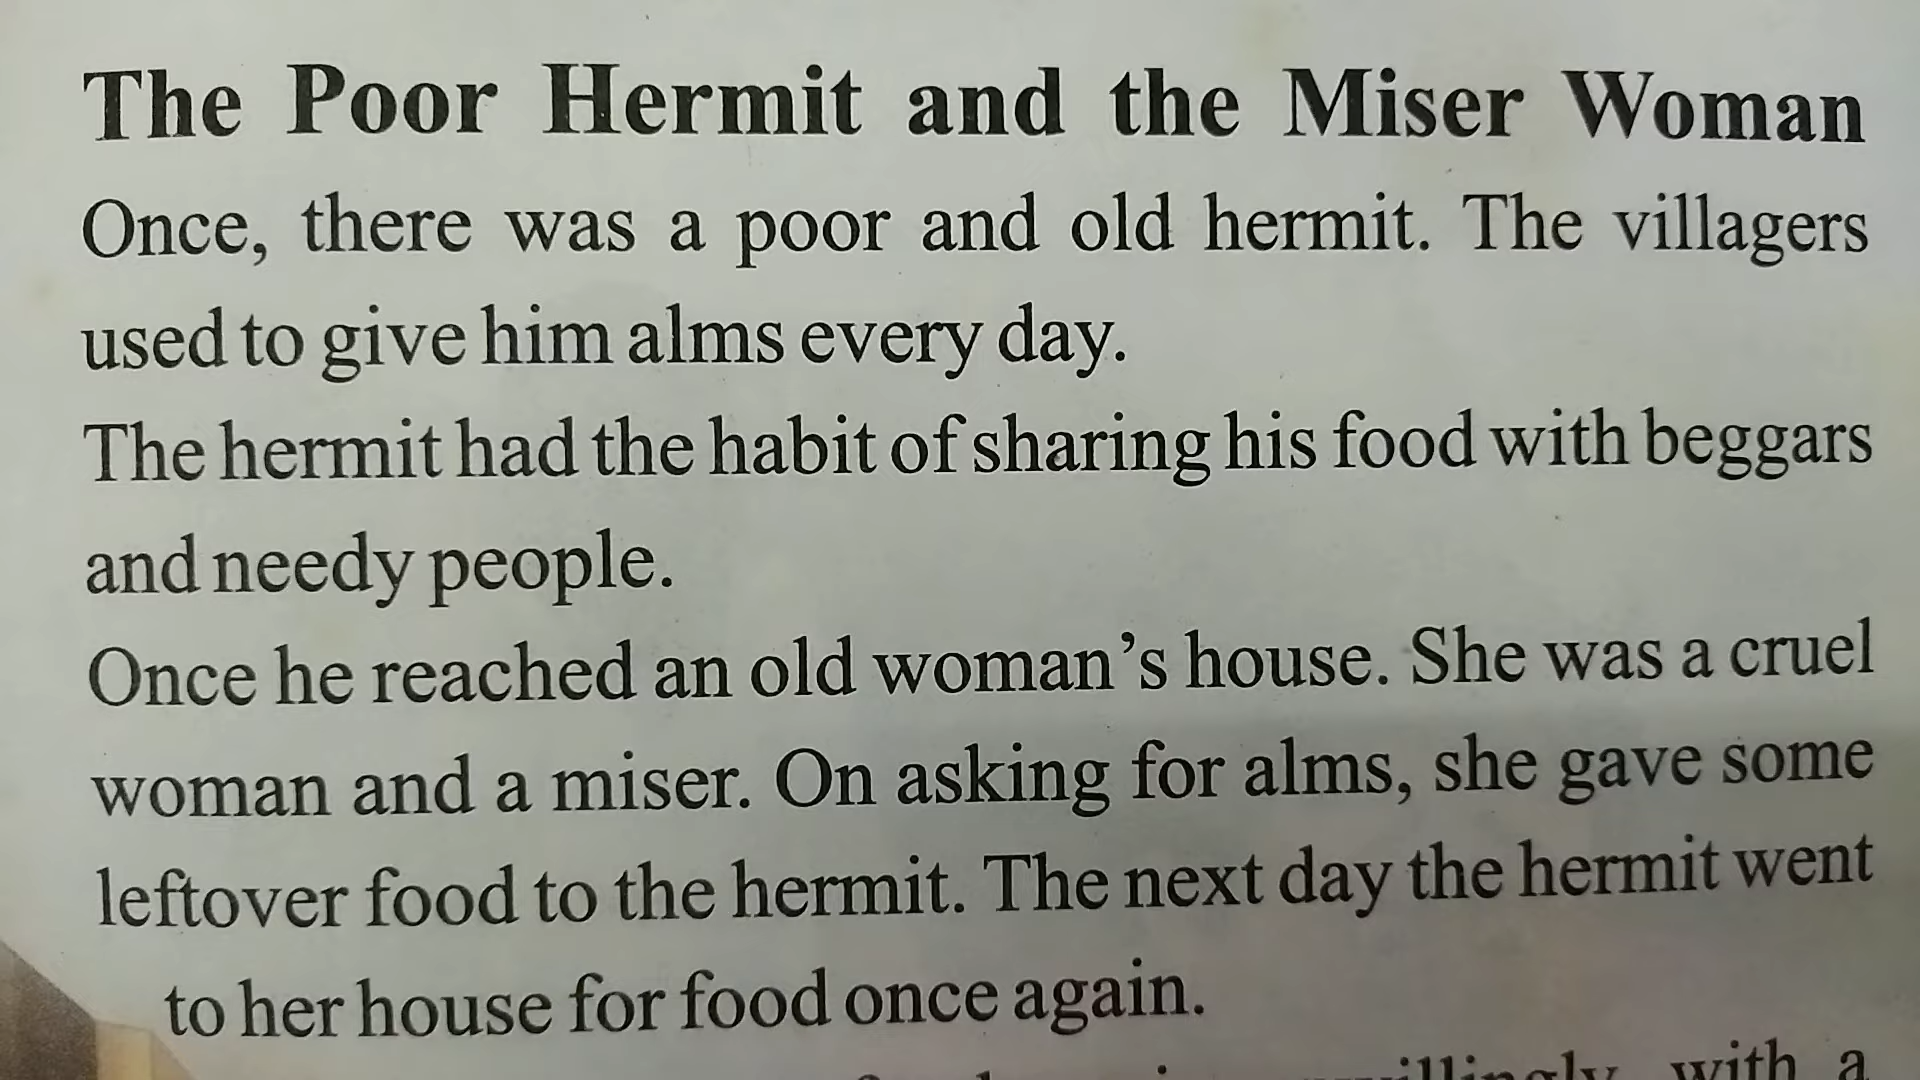 The Poor Hermit and the Miser Woman
Once, there was a poor and old hermit. The villagers
used to give him alms every day.
The hermit had the habit of sharing his food with beggars
and needy people.
Once he reached an old woman's house. She was a cruel
woman and a miser. On asking for alms, she gave some
leftover food to the hermit. The next day the hermit went
to her house for food once again.
with a